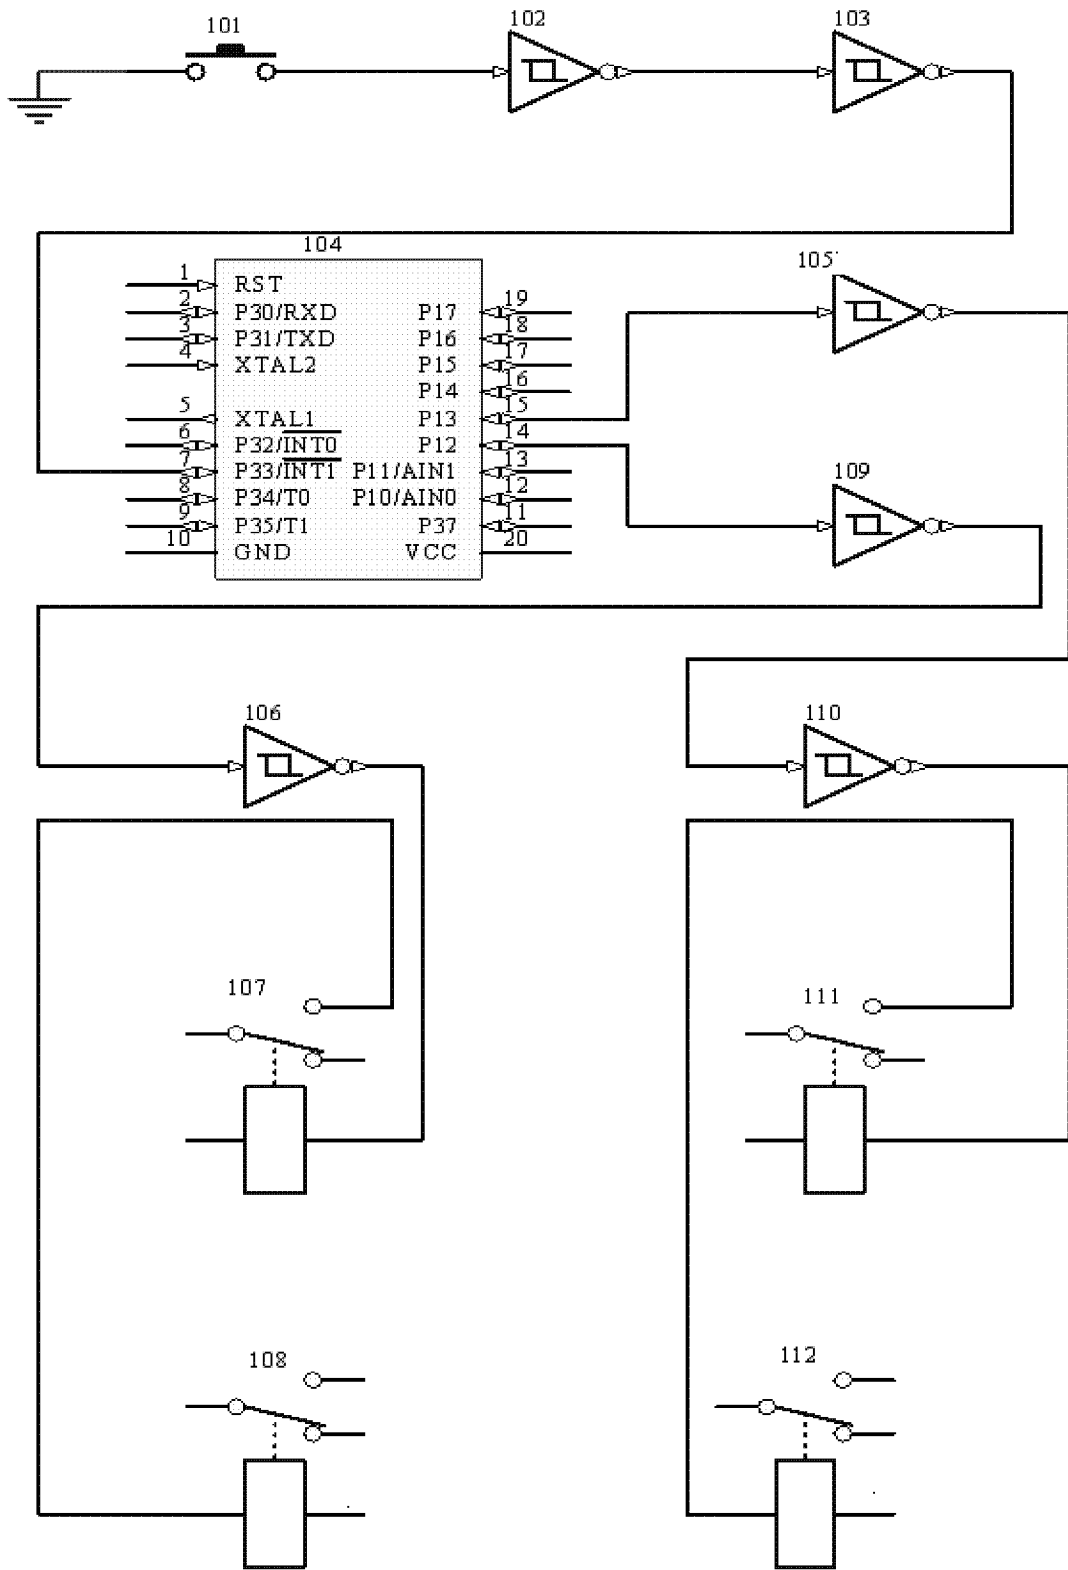 101
102
103
104
105
1 RST
2 P30/RXD P17 19
3 P31/TXD P16 18
4 XTAL2 P15 17
P14 16
5 XTAL1 P13 15
6 P32/INT0 P12 14
7 P33/INT1 P11/AIN1 13
8 P34/T0 P10/AIN0 12
9 P35/T1 P37 11
10 GND VCC 20
109
106
110
107
111
108
112